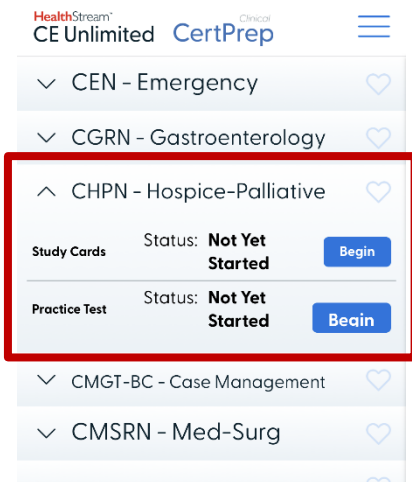 HealthStream™
CE Unlimited
Clinical
CertPrep
CEN - Emergency
CGRN - Gastroenterology
CHPN - Hospice-Palliative
Study Cards Status: Not Yet Started Begin
Practice Test Status: Not Yet Started Begin
CMGT-BC - Case Management
CMSRN - Med-Surg